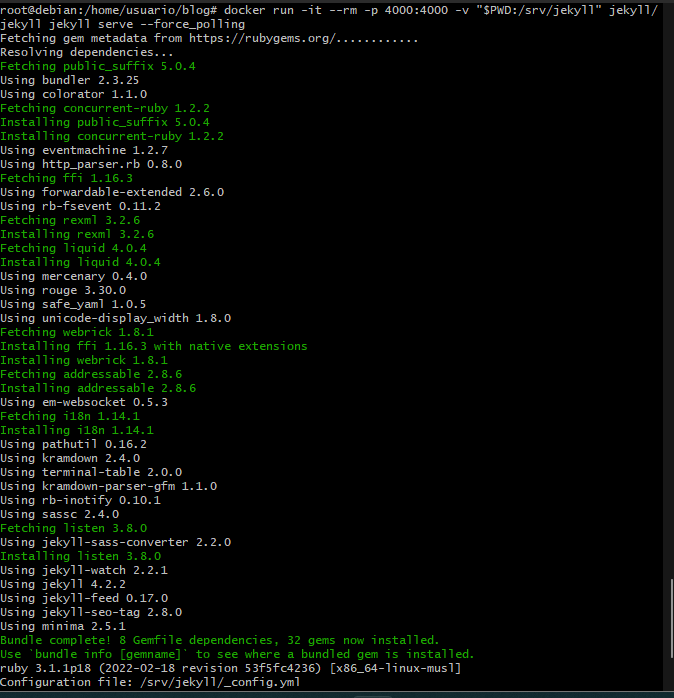 root@debian:/home/usuario/blog# docker run -it --rm -p 4000:4000 -v "$PWD:/srv/jekyll" jekyll/
jekyll jekyll serve --force_polling
Fetching gem metadata from https://rubygems.org/............
Resolving dependencies...
Fetching public_suffix 5.0.4
Using bundler 2.3.25
Using colorator 1.1.0
Fetching concurrent-ruby 1.2.2
Installing public_suffix 5.0.4
Installing concurrent-ruby 1.2.2
Using eventmachine 1.2.7
Using http_parser.rb 0.8.0
Fetching ffi 1.16.3
Using forwardable-extended 2.6.0
Using rb-fsevent 0.11.2
Fetching rexml 3.2.6
Installing rexml 3.2.6
Fetching liquid 4.0.4
Installing liquid 4.0.4
Using mercenary 0.4.0
Using rouge 3.30.0
Using safe_yaml 1.0.5
Using unicode-display_width 1.8.0
Fetching webrick 1.8.1
Installing ffi 1.16.3 with native extensions
Installing webrick 1.8.1
Fetching addressable 2.8.6
Installing addressable 2.8.6
Using em-websocket 0.5.3
Fetching i18n 1.14.1
Installing i18n 1.14.1
Using pathutil 0.16.2
Using kramdown 2.4.0
Using terminal-table 2.0.0
Using kramdown-parser-gfm 1.1.0
Using rb-inotify 0.10.1
Using sassc 2.4.0
Fetching listen 3.8.0
Using jekyll-sass-converter 2.2.0
Installing listen 3.8.0
Using jekyll-watch 2.2.1
Using jekyll 4.2.2
Using jekyll-feed 0.17.0
Using jekyll-seo-tag 2.8.0
Using minima 2.5.1
Bundle complete! 8 Gemfile dependencies, 32 gems now installed.
Use `bundle info [gemname]` to see where a bundled gem is installed.
ruby 3.1.1p18 (2022-02-18 revision 53f5fc4236) [x86_64-linux-musl]
Configuration file: /srv/jekyll/_config.yml